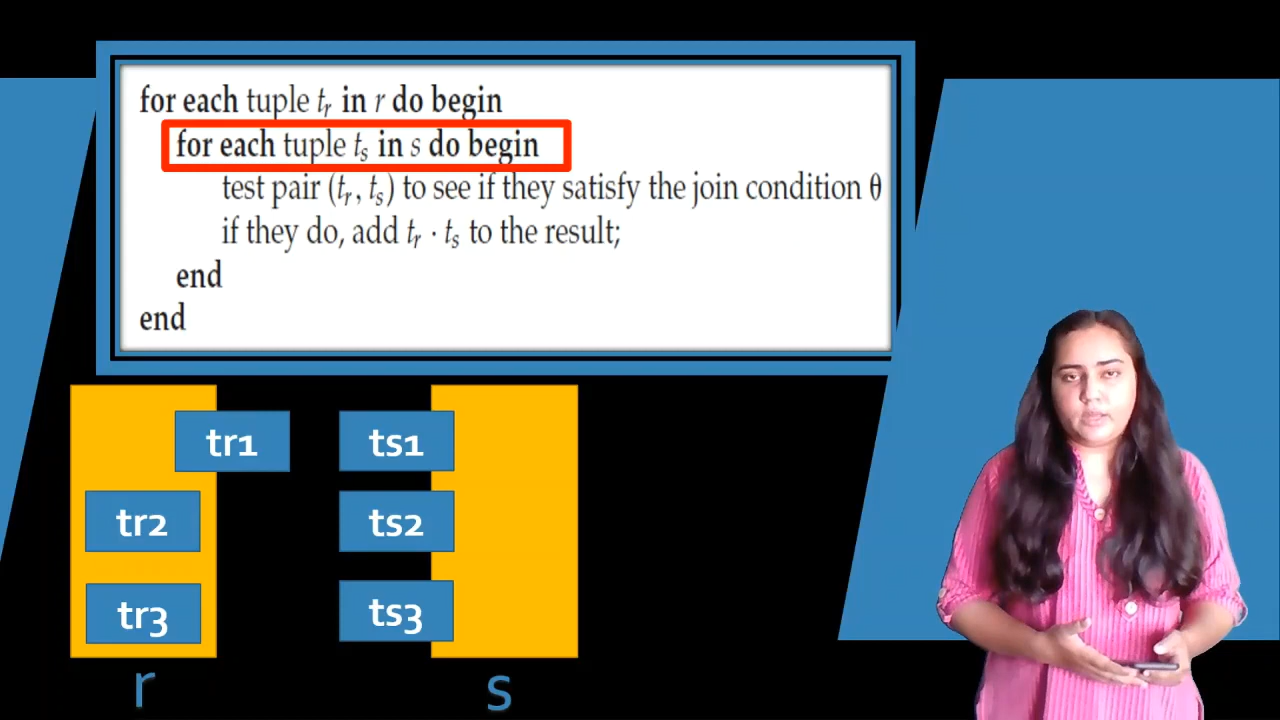 for each tuple tr in r do begin
for each tuple ts in s do begin
test pair (tr, ts) to see if they satisfy the join condition θ
if they do, add tr · ts to the result;
end
end
tr1 ts1
tr2 ts2
tr3 ts3
r s